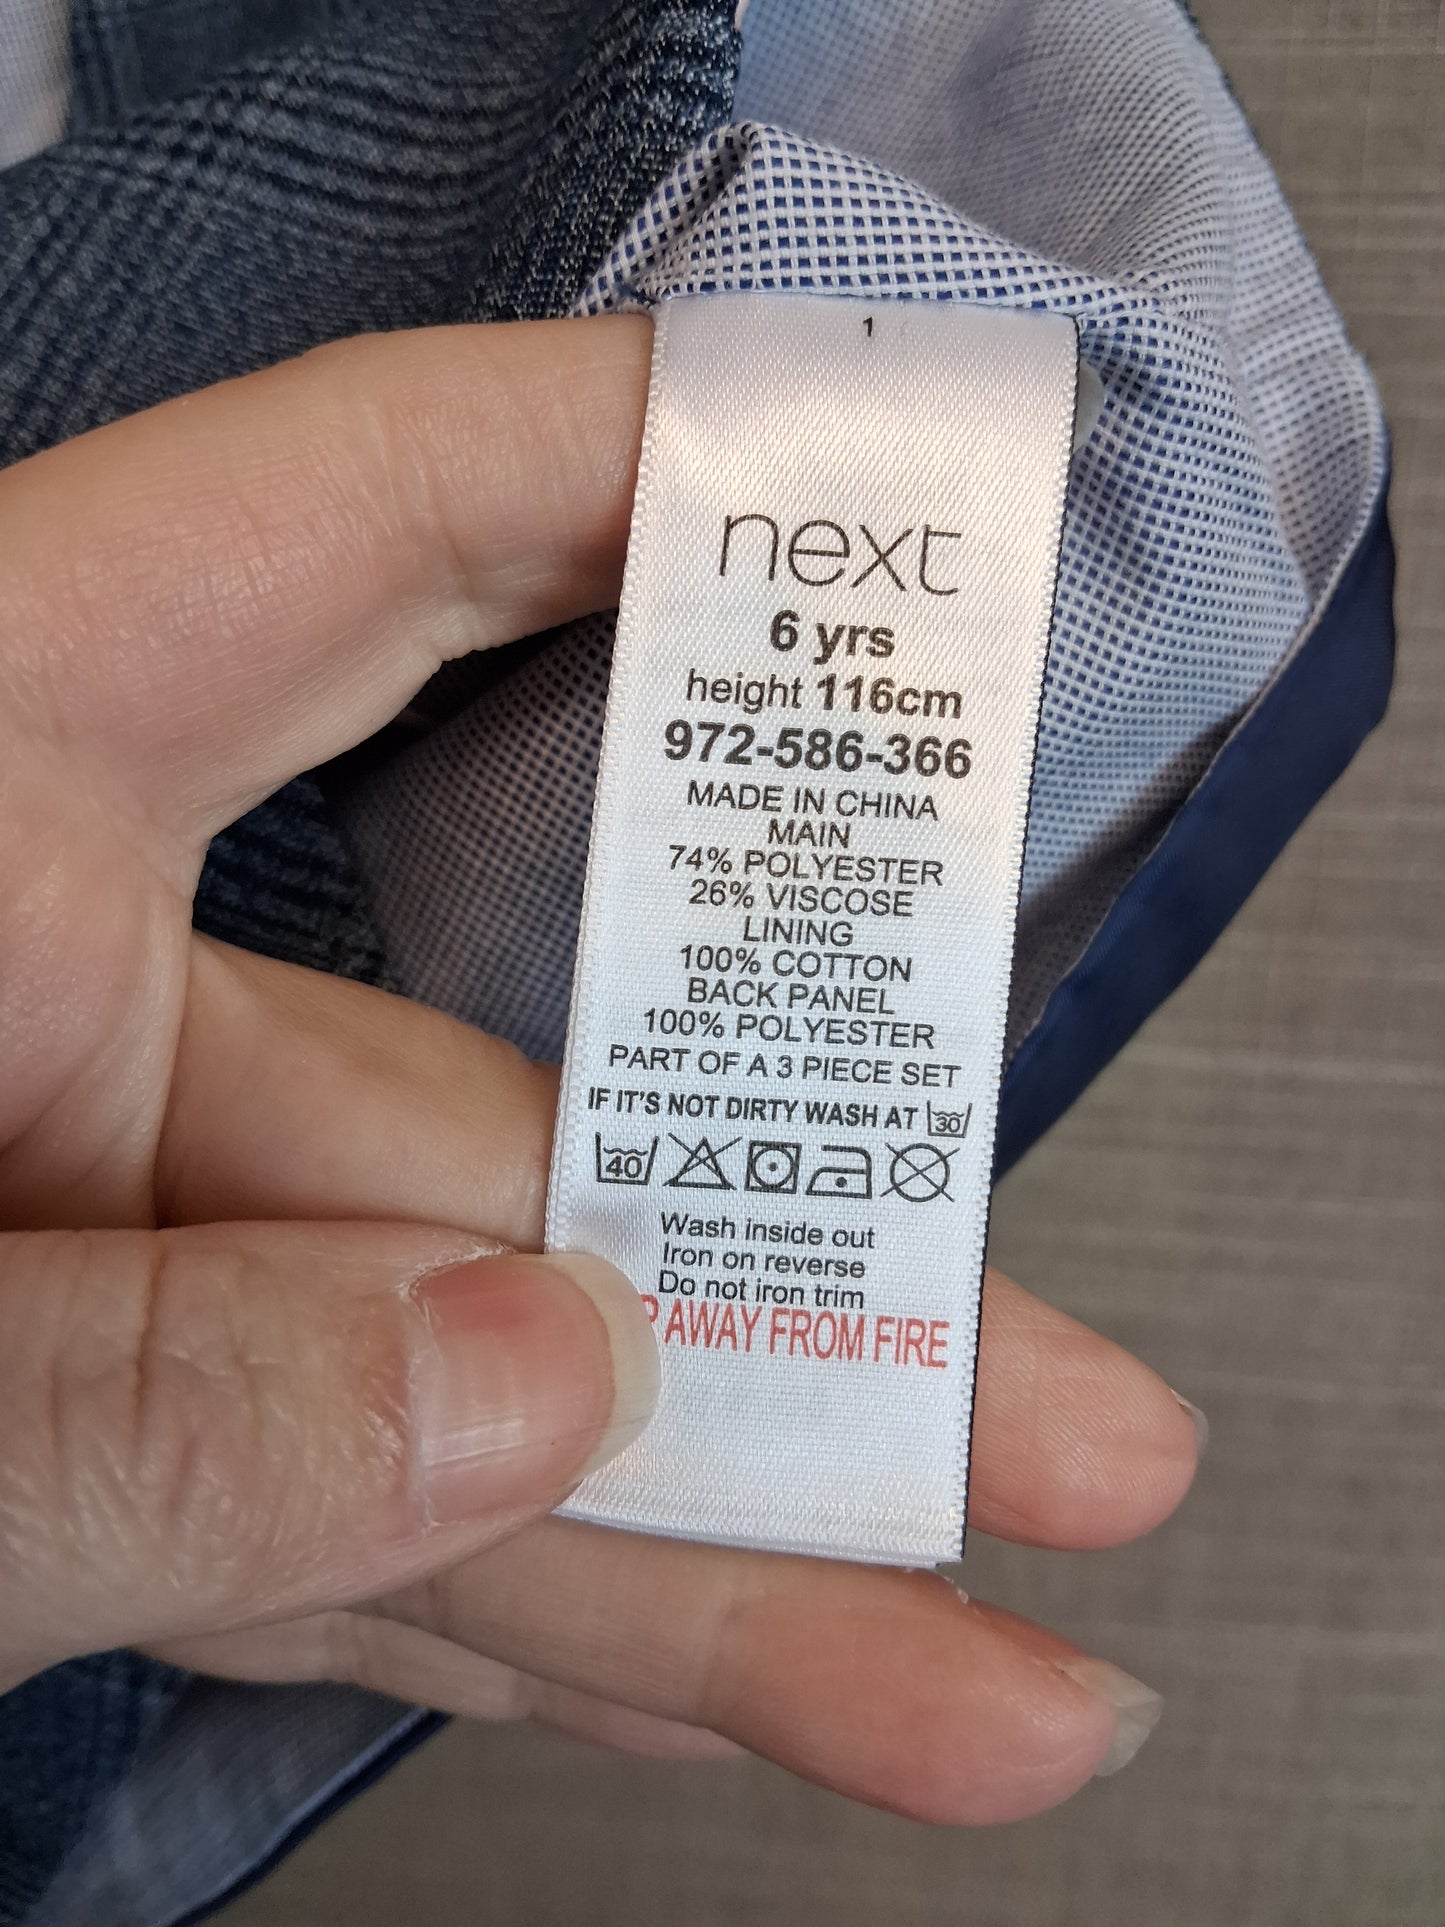 1
next
6 yrs
height 116cm
972-586-366
MADE IN CHINA
MAIN
74% POLYESTER
26% VISCOSE
LINING
100% COTTON
BACK PANEL
100% POLYESTER
PART OF A 3 PIECE SET
IF IT'S NOT DIRTY WASH AT 30
40
Wash inside out
Iron on reverse
Do not iron trim
AWAY FROM FIRE